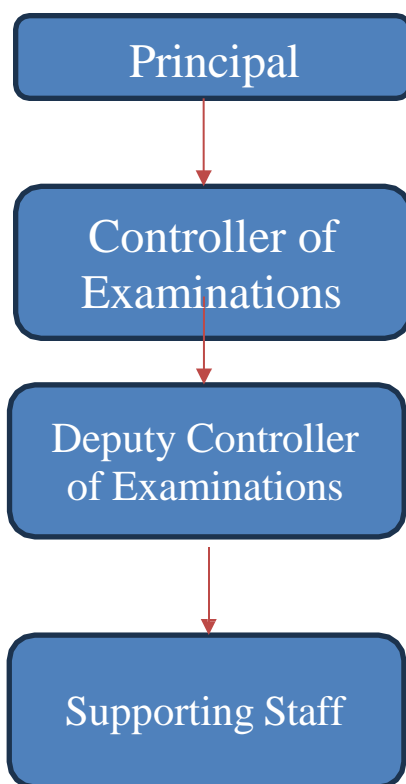 Principal
Controller of
Examinations
Deputy Controller
of Examinations
Supporting Staff